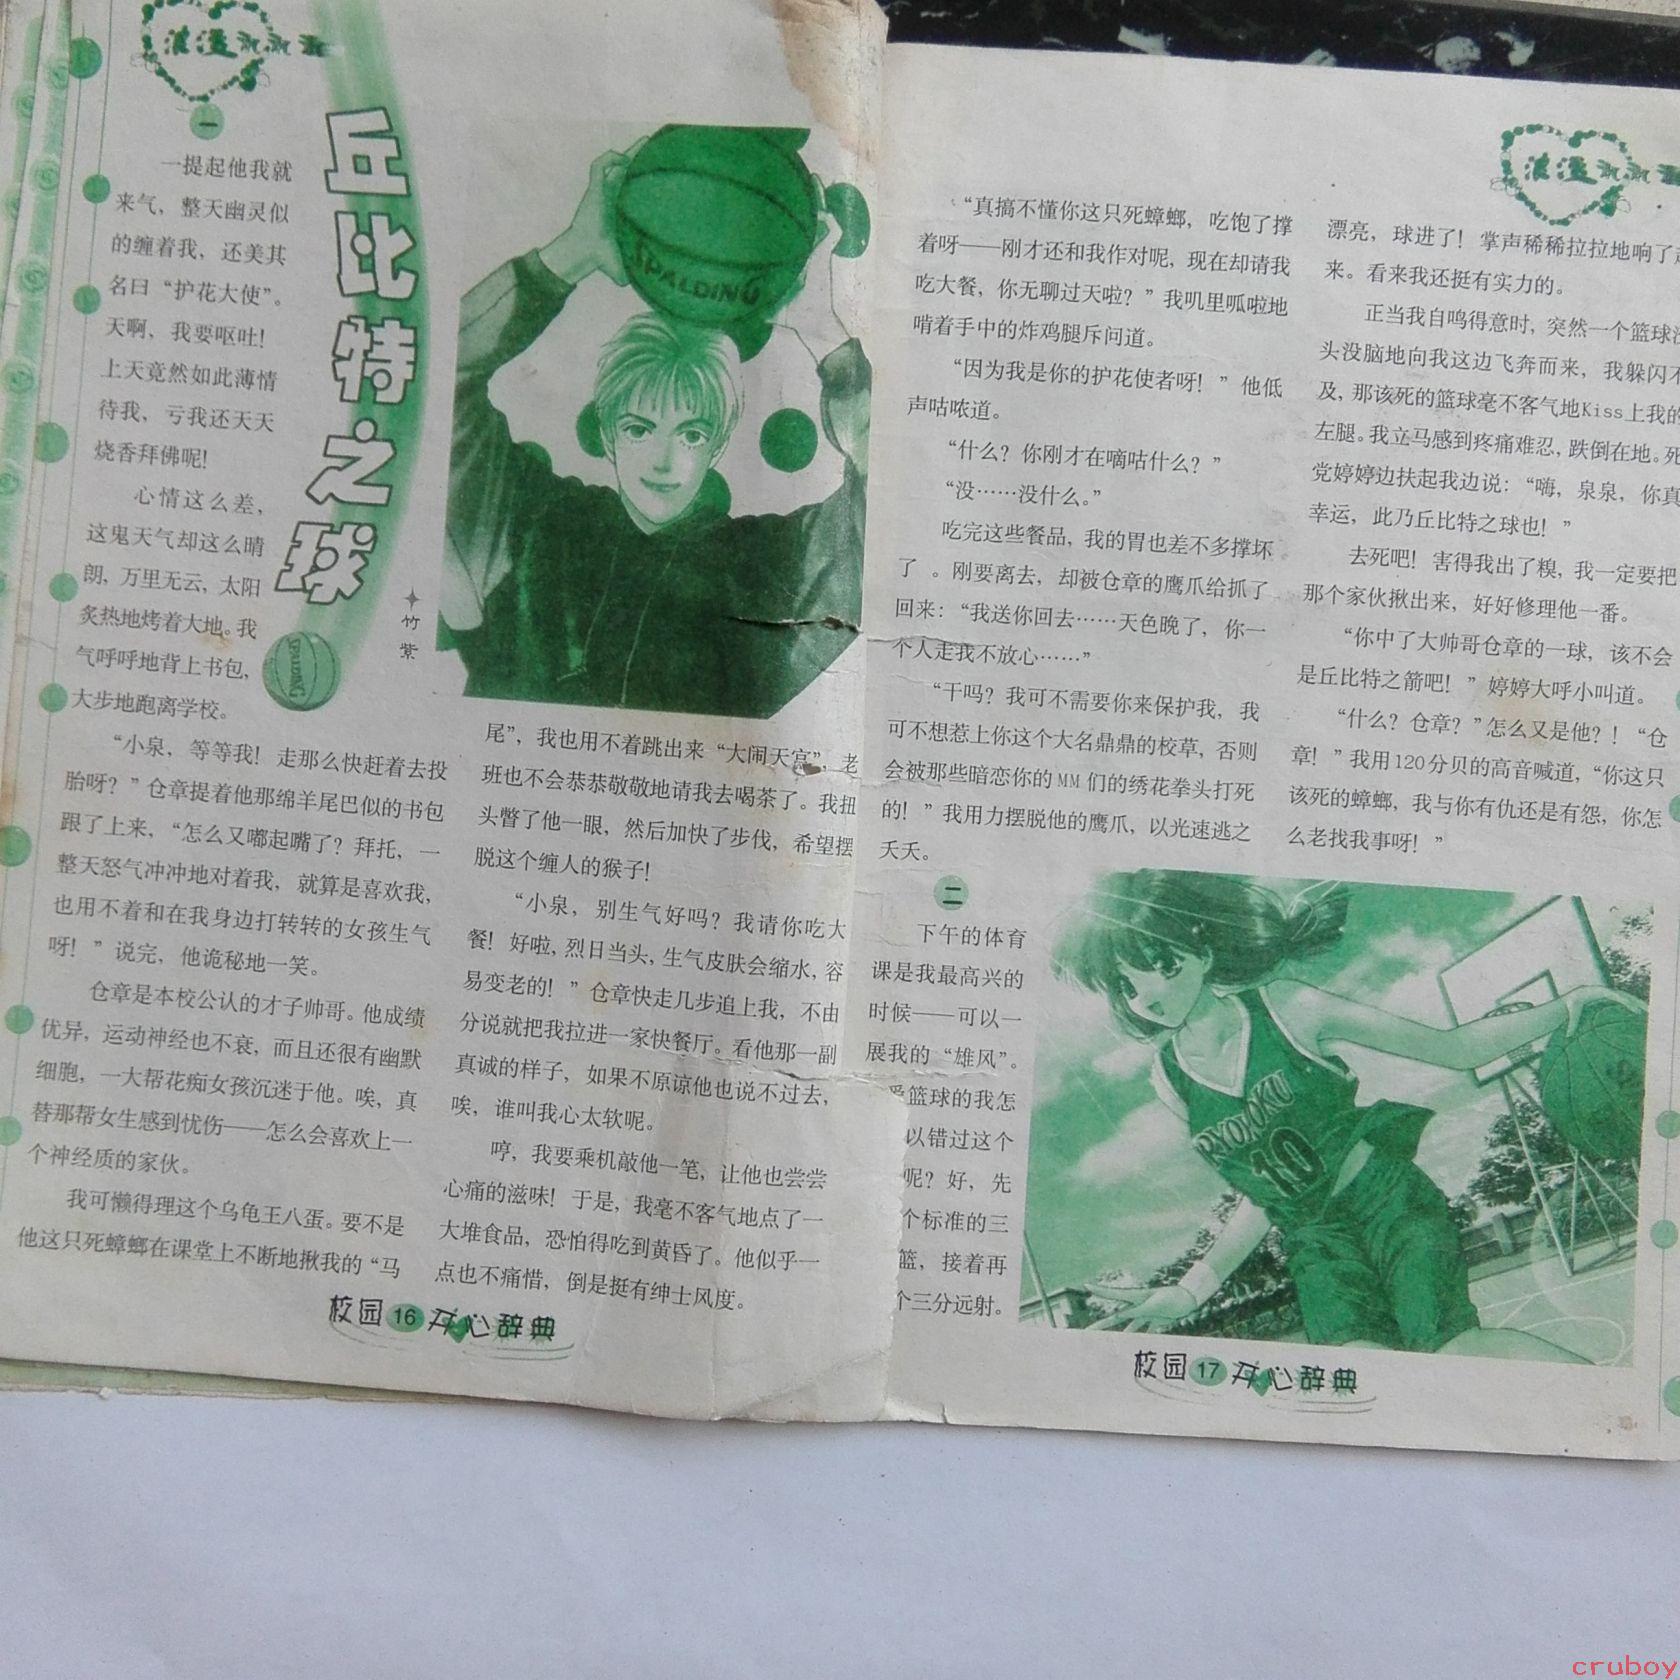 浪漫
一
丘比特之球
竹紫
一提起他我就
来气，整天幽灵似
的缠着我，还美其
名曰“护花大使”。
天啊，我要呕吐！
上天竟然如此薄情
待我，亏我还天天
烧香拜佛呢！
心情这么差，
这鬼天气却这么晴
朗，万里无云，太阳
炙热地烤着大地。我
气呼呼地背上书包，
大步地跑离学校。
“小泉，等等我！走那么快赶着去投
胎呀？”仓章提着他那绵羊尾巴似的书包
跟了上来，“怎么又嘟起嘴了？拜托，一
整天怒气冲冲地对着我，就算是喜欢我，
也用不着和在我身边打转转的女孩生气
呀！”说完，他诡秘地一笑。
仓章是本校公认的才子帅哥。他成绩
优异，运动神经也不衰，而且还很有幽默
细胞，一大帮花痴女孩沉迷于他。唉，真
替那帮女生感到忧伤——怎么会喜欢上一
个神经质的家伙。
我可懒得理这个乌龟王八蛋。要不是
他这只死蟑螂在课堂上不断地揪我的“马
SPALDING
SPALDING
尾”，我也用不着跳出来“大闹天宫”，老
班也不会恭恭敬敬地请我去喝茶了。我扭
头瞥了他一眼，然后加快了步伐，希望摆
脱这个缠人的猴子！
“小泉，别生气好吗？我请你吃大
餐！好啦，烈日当头，生气皮肤会缩水，容
易变老的！”仓章快走几步追上我，不由
分说就把我拉进一家快餐厅。看他那一副
真诚的样子，如果不原谅他也说不过去，
唉，谁叫我心太软呢。
哼，我要乘机敲他一笔，让他也尝尝
心痛的滋味！于是，我毫不客气地点了一
大堆食品，恐怕得吃到黄昏了。他似乎一
点也不痛惜，倒是挺有绅士风度。
校园 16 开心辞典
浪漫
“真搞不懂你这只死蟑螂，吃饱了撑
着呀——刚才还和我作对呢，现在却请我
吃大餐，你无聊过天啦？”我叽里呱啦地
啃着手中的炸鸡腿斥问道。
“因为我是你的护花使者呀！”他低
声咕哝道。
“什么？你刚才在嘀咕什么？”
“没……没什么。”
吃完这些餐品，我的胃也差不多撑坏
了。刚要离去，却被仓章的鹰爪给抓了
回来：“我送你回去……天色晚了，你一
个人走我不放心……”
“干吗？我可不需要你来保护我，我
可不想惹上你这个大名鼎鼎的校草，否则
会被那些暗恋你的MM们的绣花拳头打死
的！”我用力摆脱他的鹰爪，以光速逃之
夭夭。
二
下午的体育
课是我最高兴的
时候——可以一
展我的“雄风”。
爱篮球的我怎
以错过这个
呢？好，先
个标准的三
篮，接着再
个三分远射。
漂亮，球进了！掌声稀稀拉拉地响了起
来。看来我还挺有实力的。
正当我自鸣得意时，突然一个篮球没
头没脑地向我这边飞奔而来，我躲闪不
及，那该死的篮球毫不客气地Kiss上我的
左腿。我立马感到疼痛难忍，跌倒在地。死
党婷婷边扶起我边说：“嗨，泉泉，你真
幸运，此乃丘比特之球也！”
去死吧！害得我出了糗，我一定要把
那个家伙揪出来，好好修理他一番。
“你中了大帅哥仓章的一球，该不会
是丘比特之箭吧！”婷婷大呼小叫道。
“什么？仓章？”怎么又是他？！“仓
章！”我用120分贝的高音喊道，“你这只
该死的蟑螂，我与你有仇还是有怨，你怎
么老找我事呀！”
RYOHOKU
10
校园 17 开心辞典
cruboy